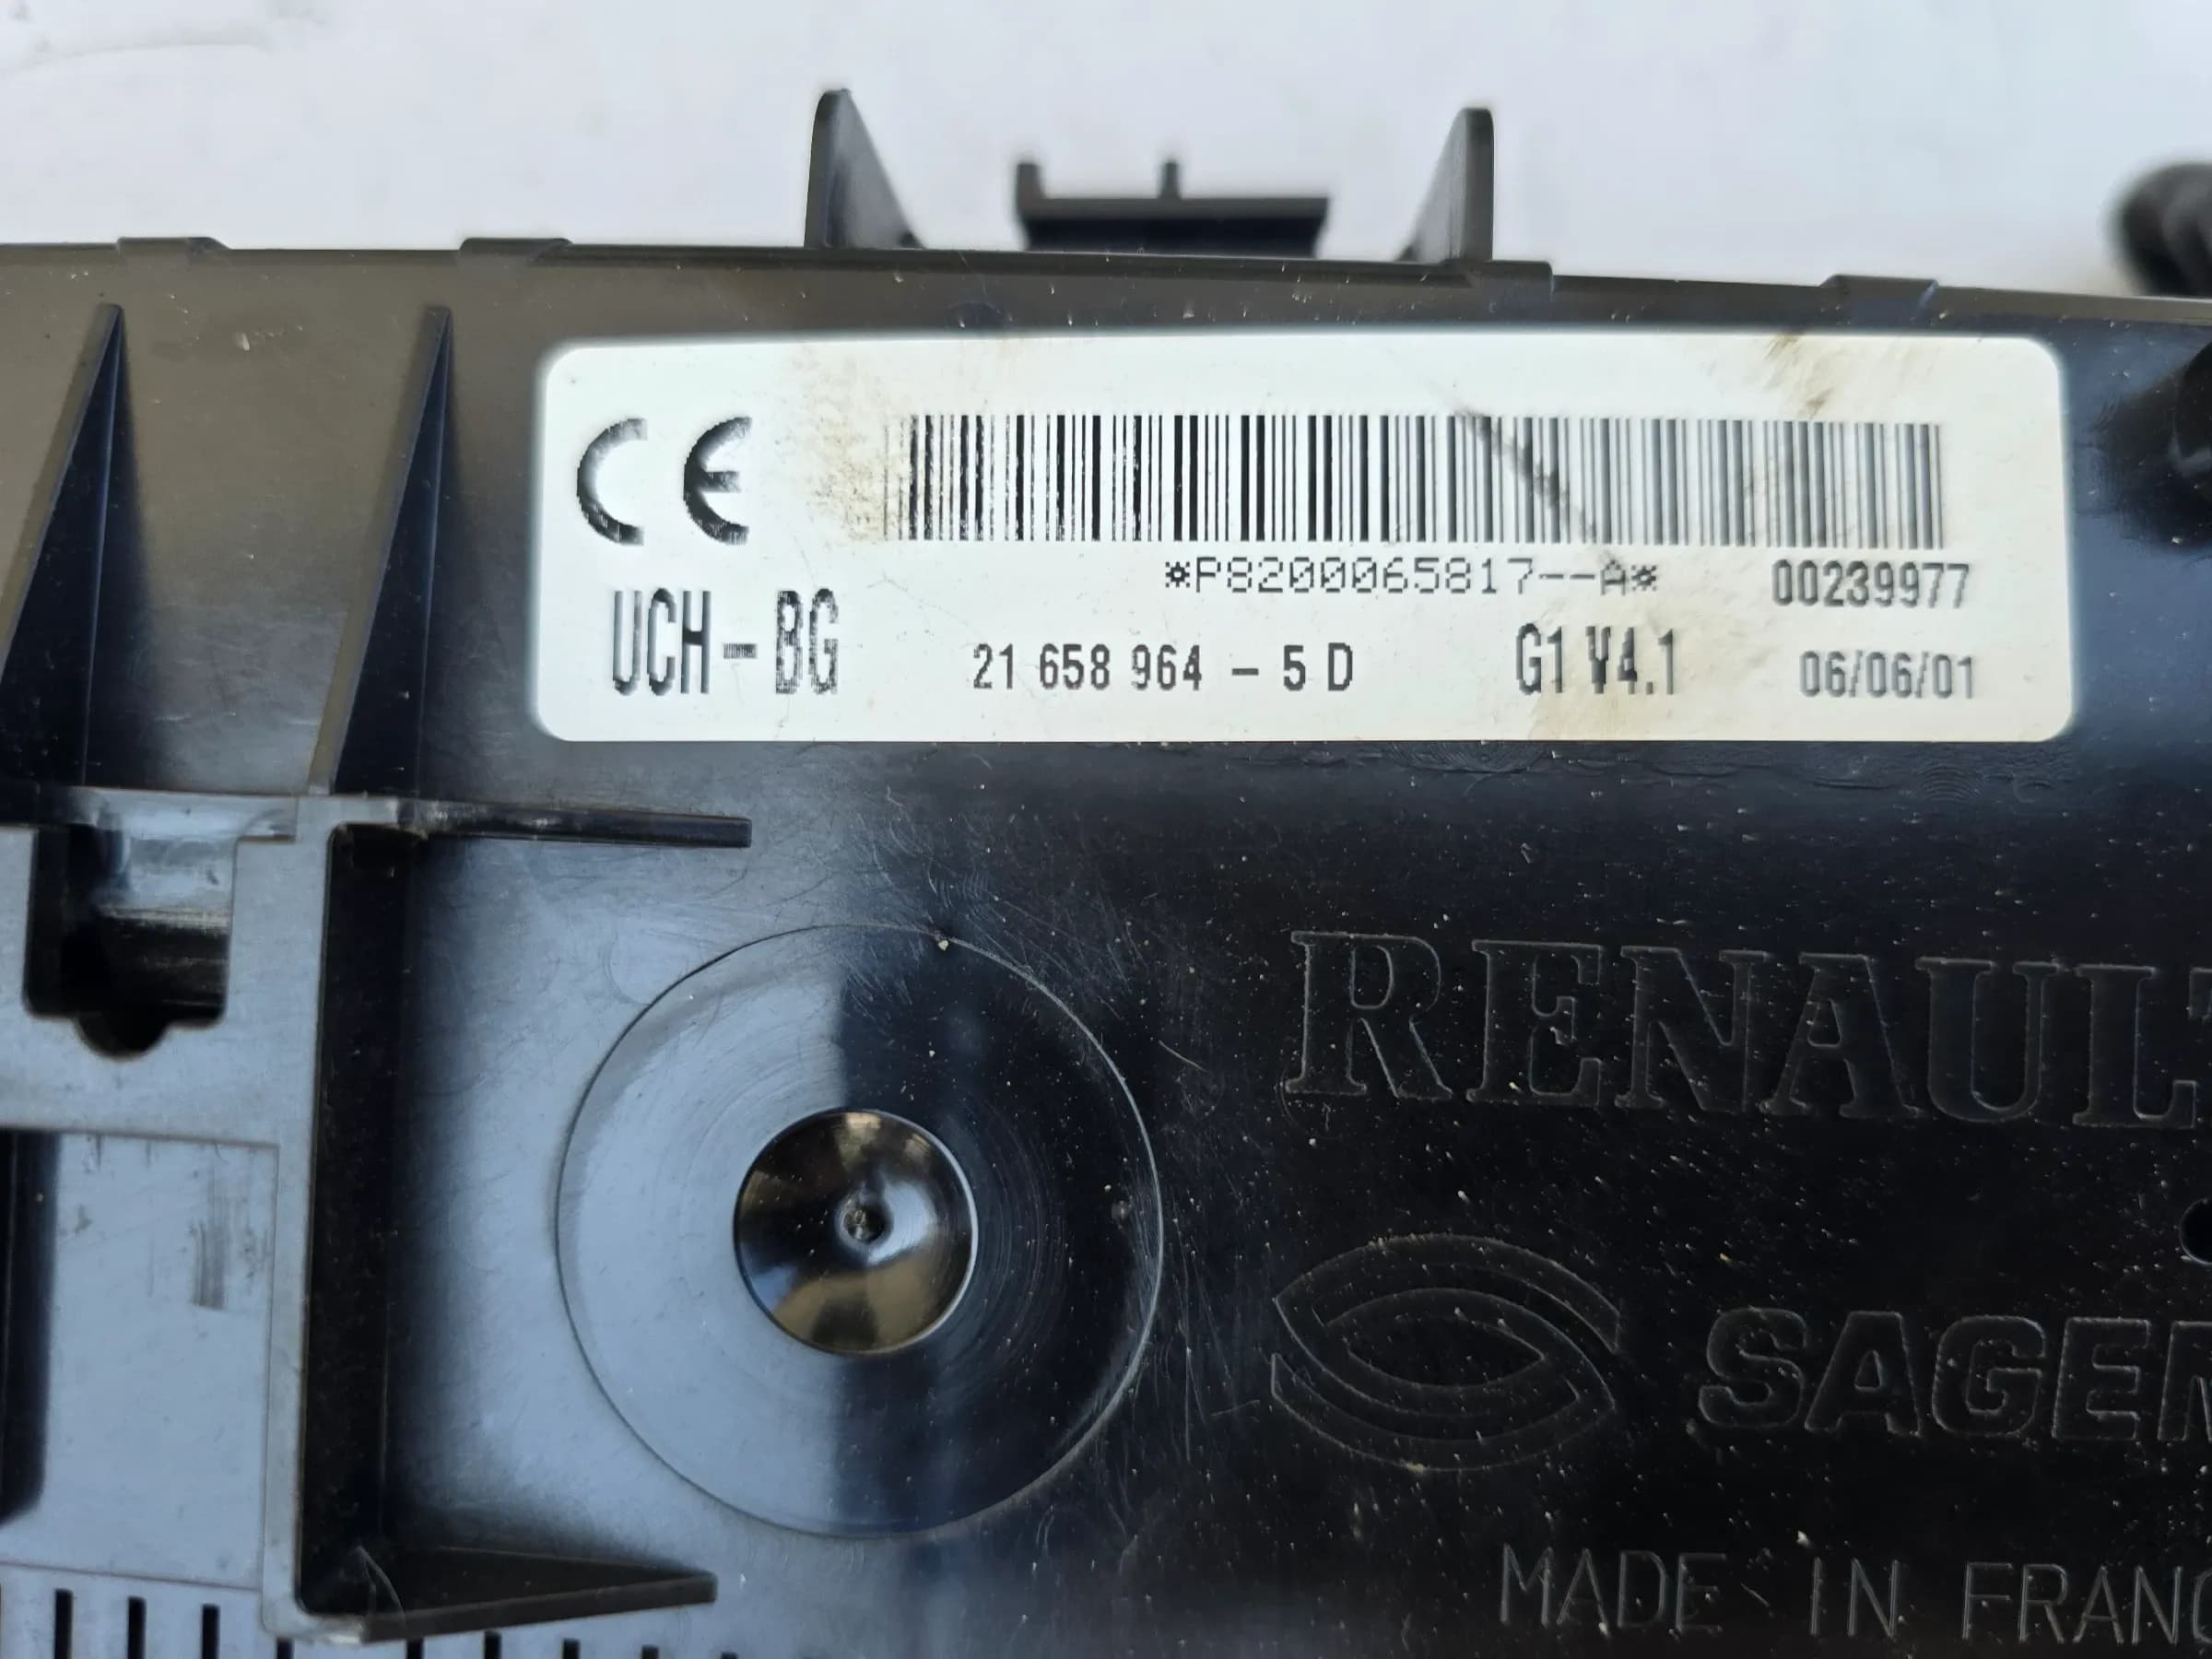 CE
*P8200065817--A* 00239977
UCH-BG 21 658 964 - 5 D G1 V4.1 06/06/01
RENAULT
SAGEM
MADE IN FRANC